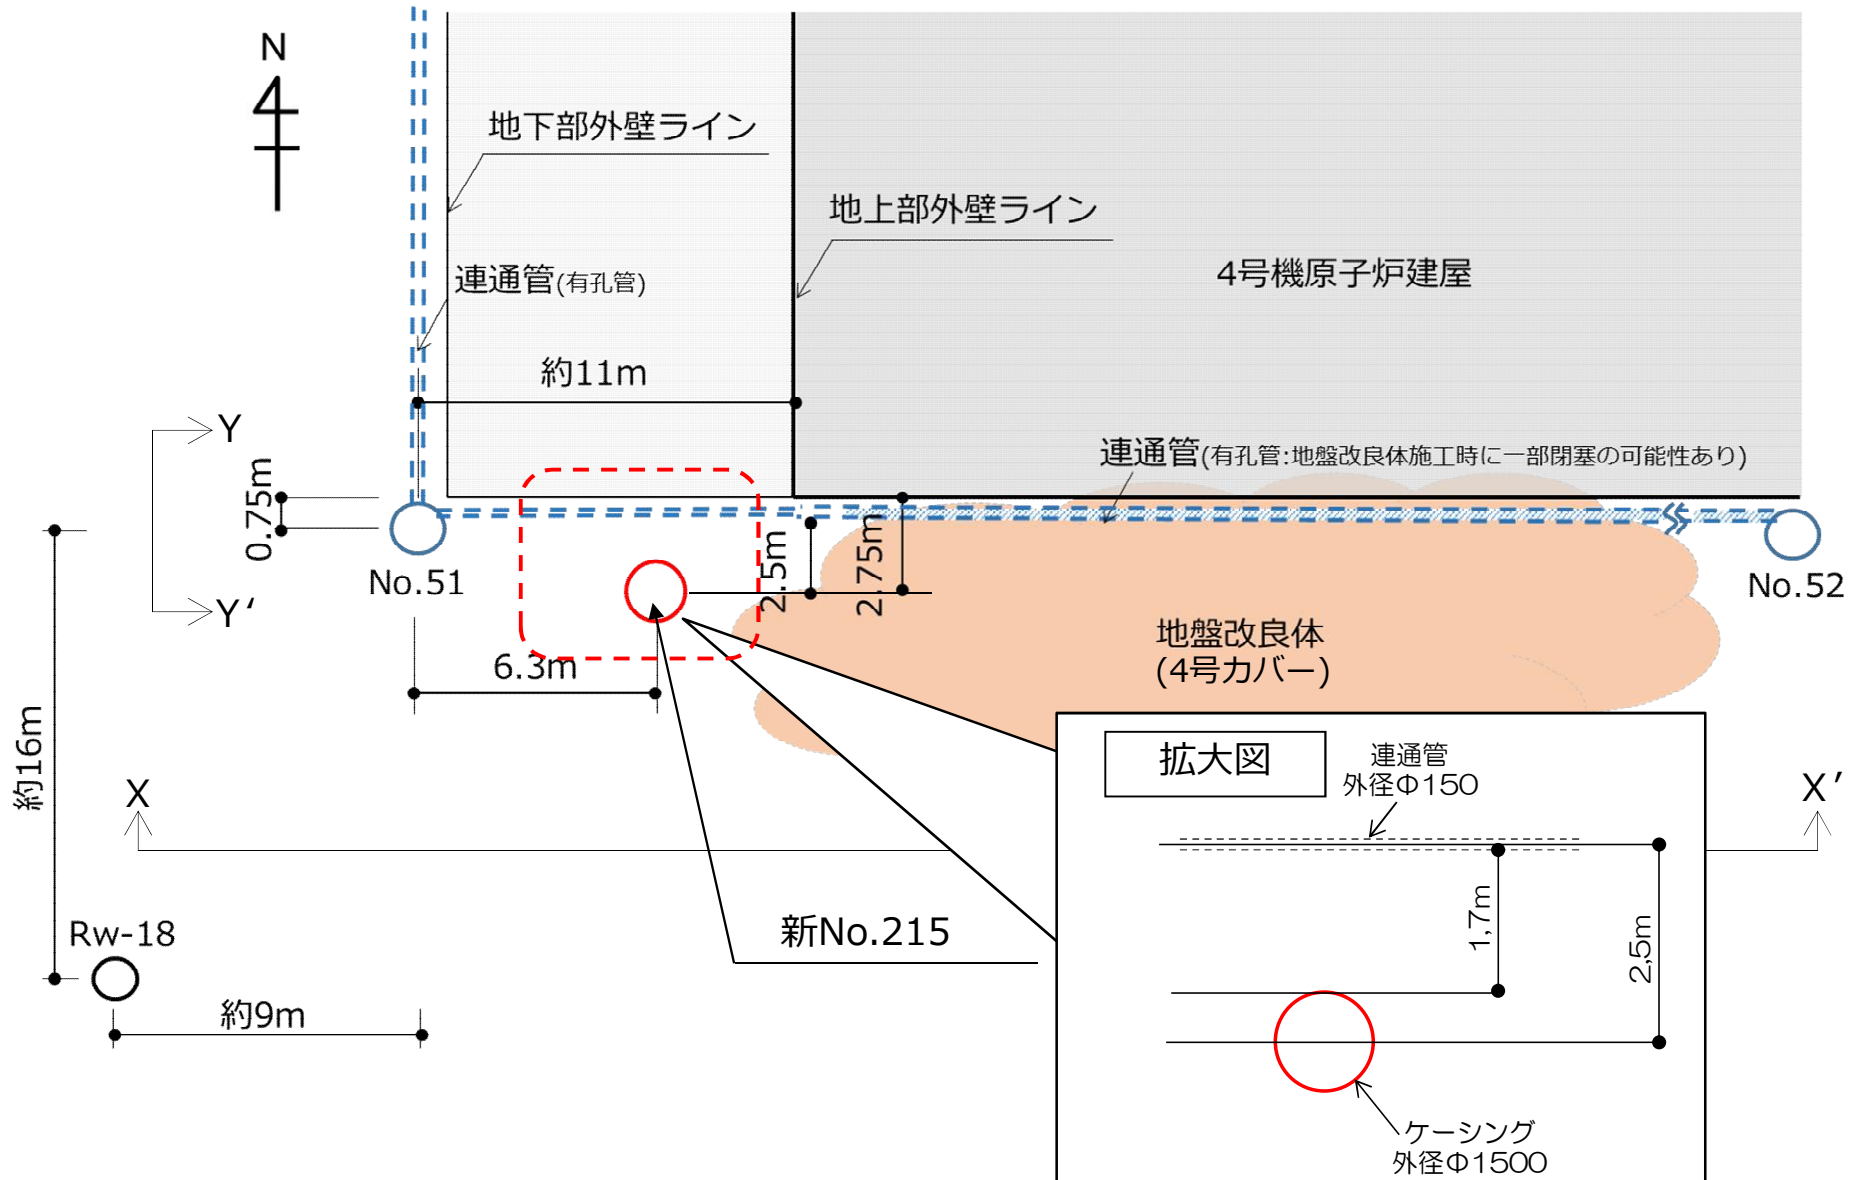 N
地下部外壁ライン
地上部外壁ライン
連通管(有孔管)
4号機原子炉建屋
約11m
Y
連通管(有孔管:地盤改良体施工時に一部閉塞の可能性あり)
0.75m
No.51
2.5m
2.75m
No.52
Y'
6.3m
地盤改良体
(4号カバー)
約16m
拡大図
連通管
外径Φ150
X
X'
1,7m
2,5m
新No.215
Rw-18
約9m
ケーシング
外径Φ1500